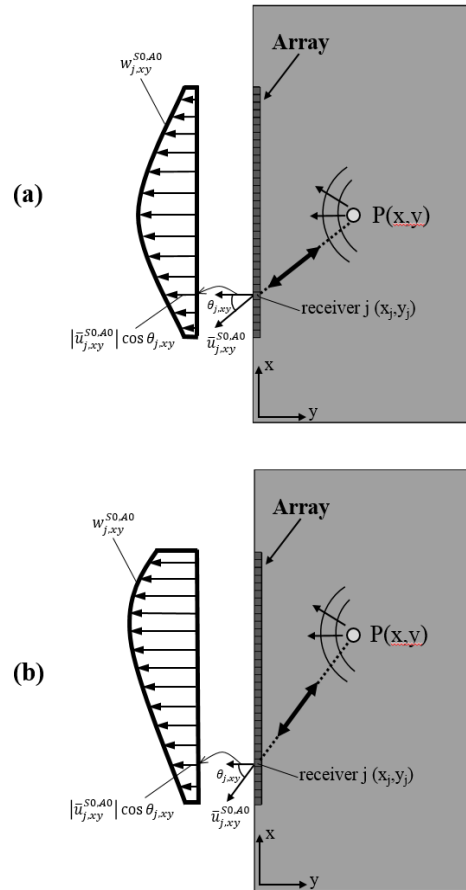 (a)
w_{j,xy}^{S0,A0}
Array
P(x,y)
θ_{j,xy}
receiver j (x_j,y_j)
|ū_{j,xy}^{S0,A0}| cos θ_{j,xy}
ū_{j,xy}^{S0,A0}
x
y
(b)
w_{j,xy}^{S0,A0}
Array
P(x,y)
θ_{j,xy}
receiver j (x_j,y_j)
|ū_{j,xy}^{S0,A0}| cos θ_{j,xy}
ū_{j,xy}^{S0,A0}
x
y